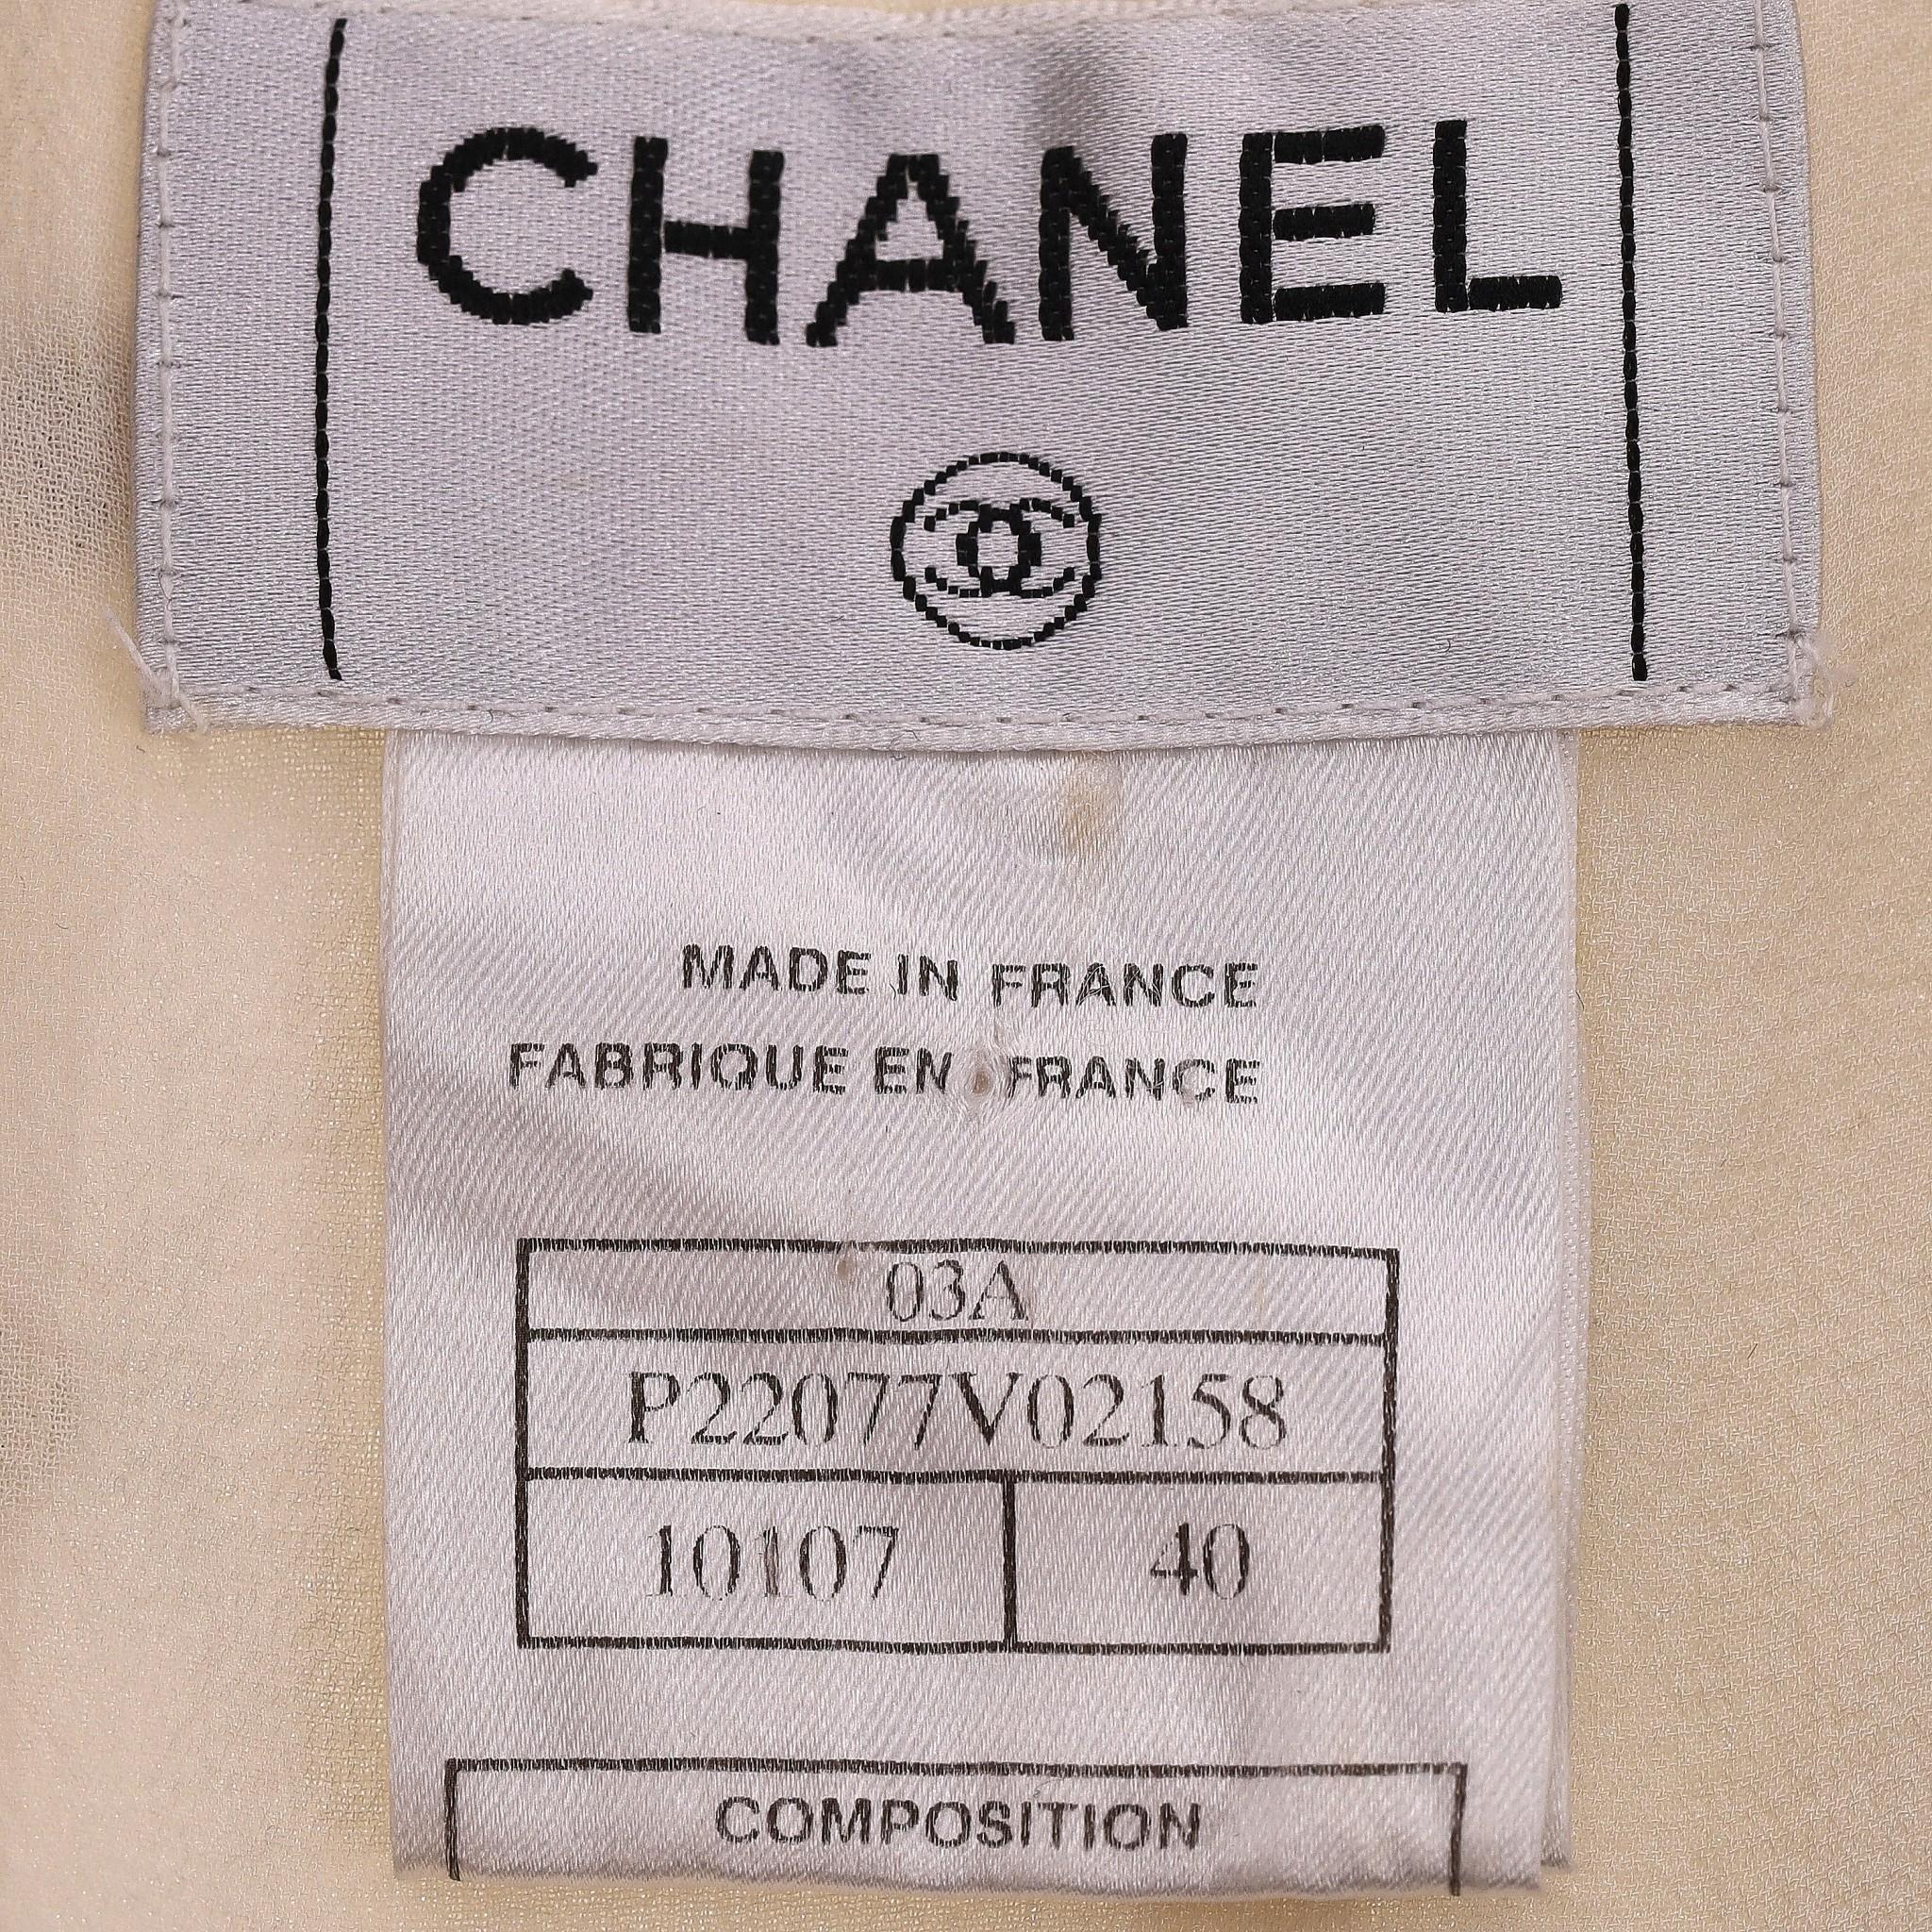 CHANEL
MADE IN FRANCE
FABRIQUE EN FRANCE
03A
P22077V02158
10107 40
COMPOSITION